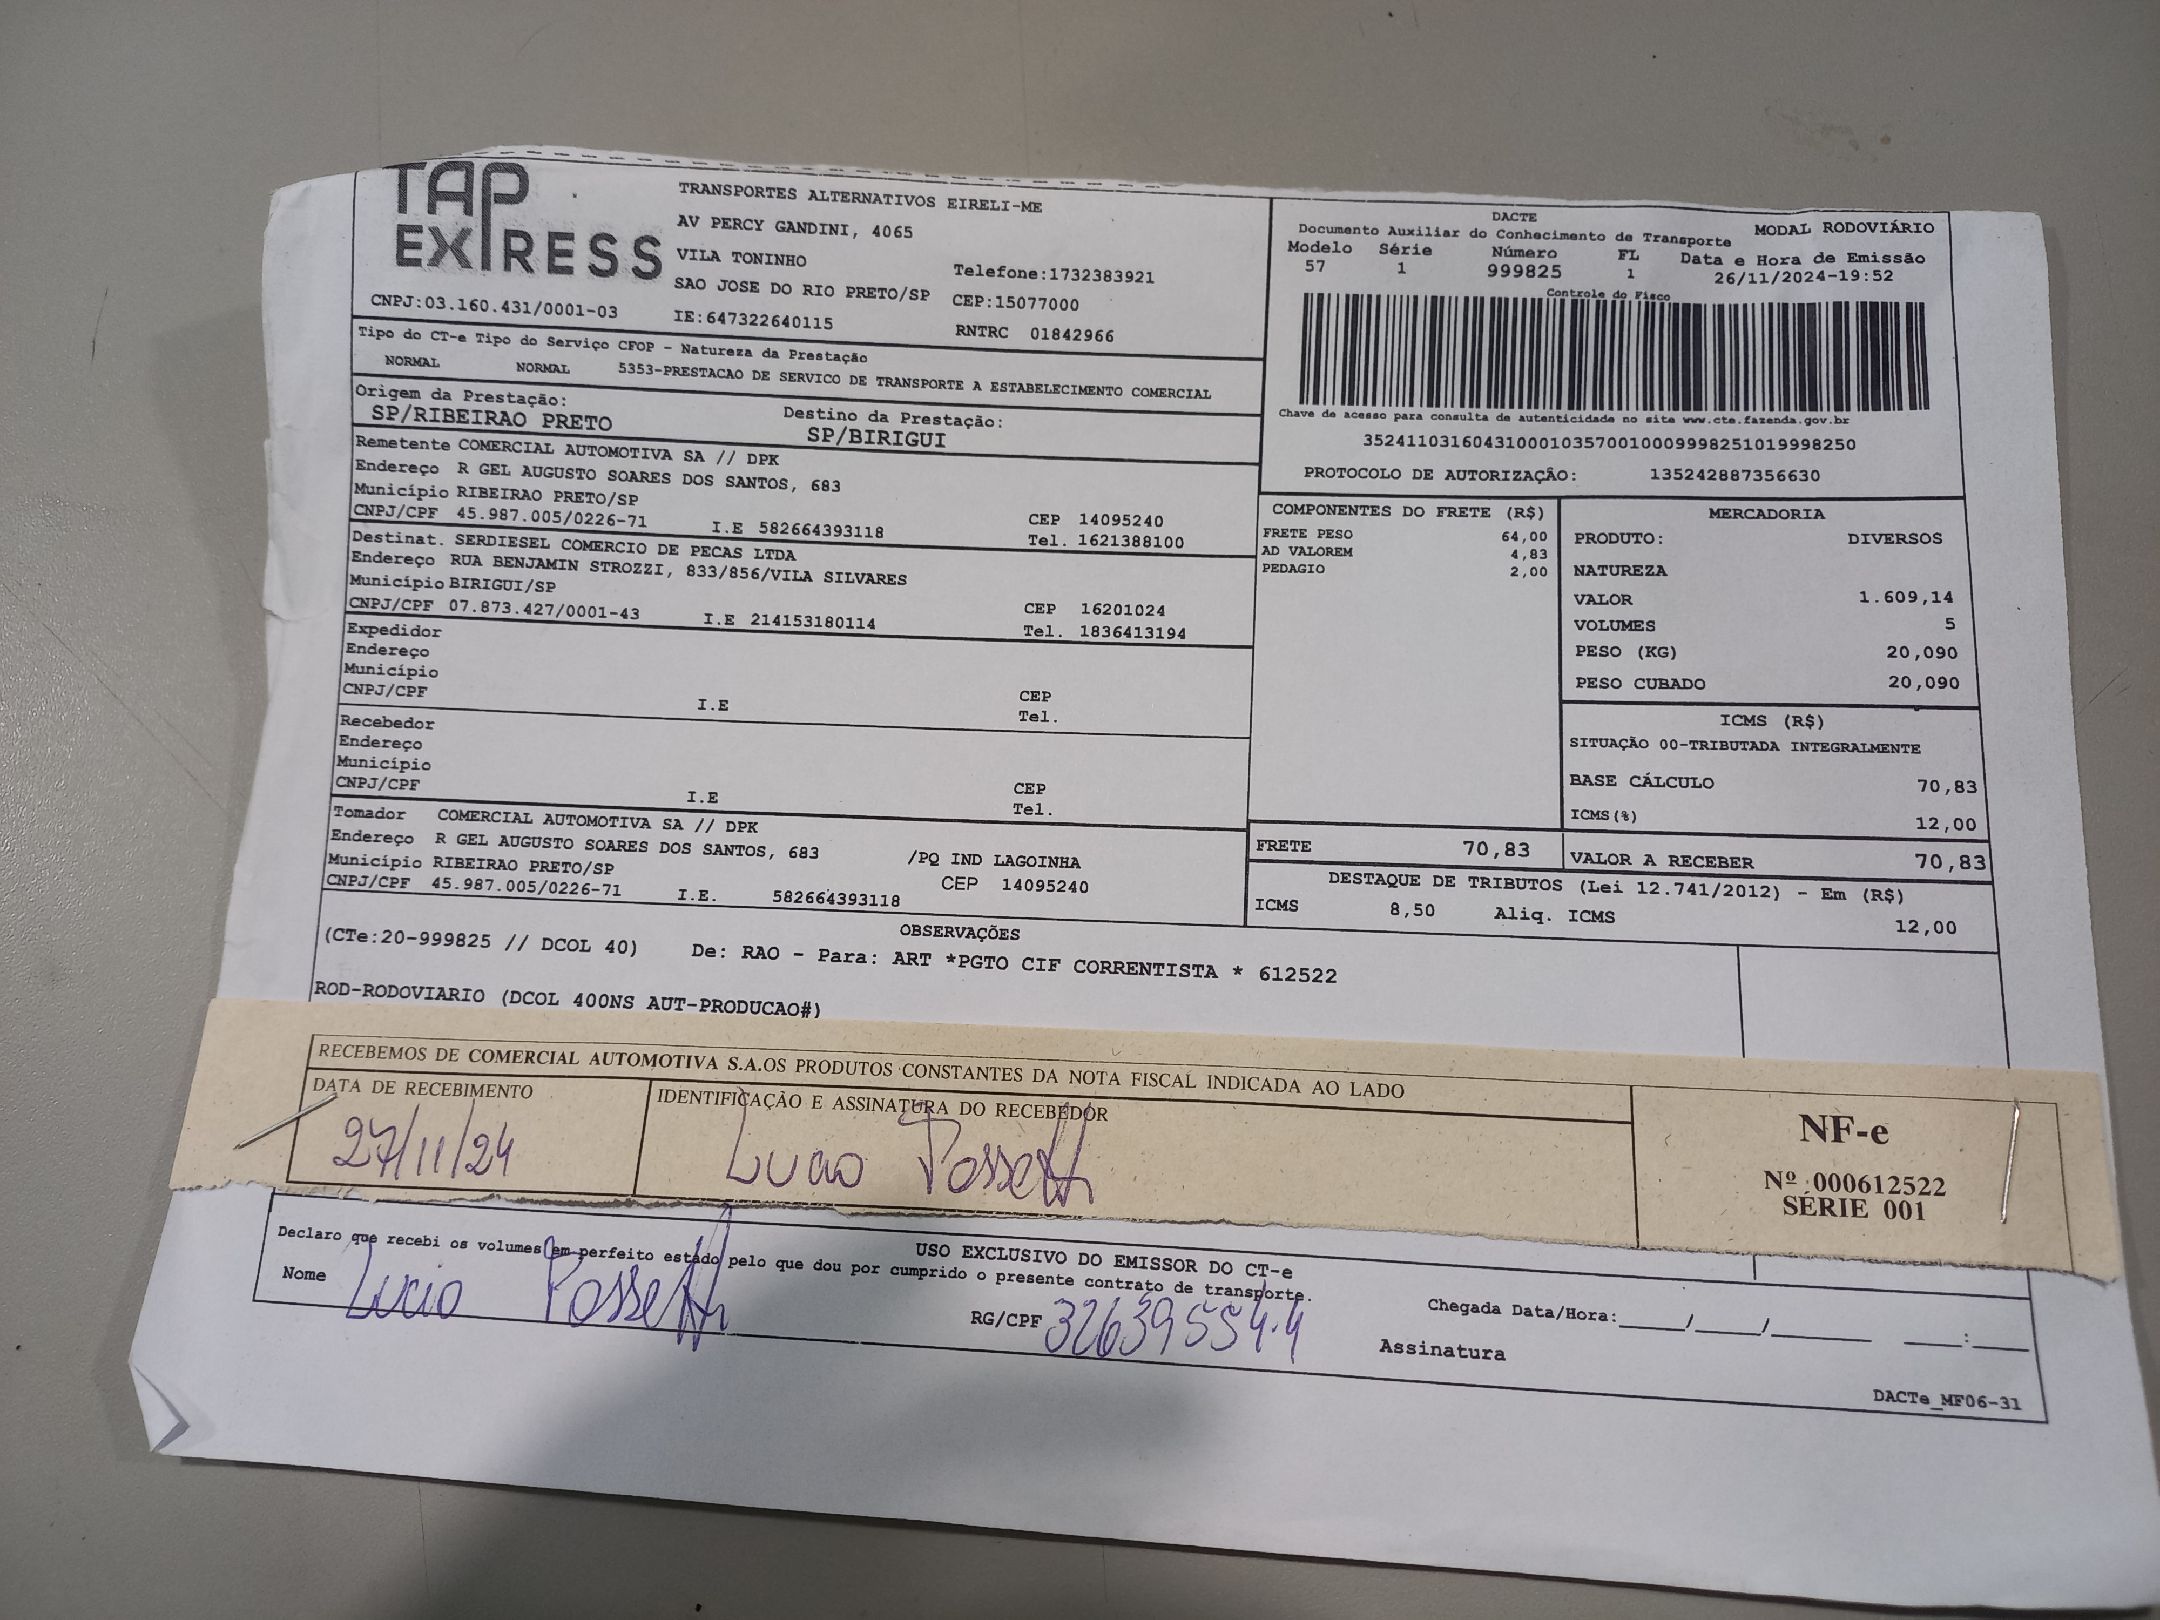 TAP
EXPRESS
TRANSPORTES ALTERNATIVOS EIRELI-ME
AV PERCY GANDINI, 4065
VILA TONINHO
SAO JOSE DO RIO PRETO/SP
Telefone:1732383921
CEP:15077000
CNPJ:03.160.431/0001-03
IE:647322640115
RNTRC 01842966
DACTE
MODAL RODOVIÁRIO
Documento Auxiliar do Conhecimento de Transporte
Modelo Série Número FL Data e Hora de Emissão
57 1 999825 1 26/11/2024-19:52
Controle do Fisco
Chave de acesso para consulta de autenticidade no site www.cte.fazenda.gov.br
35241103160431000103570010009998251019998250
PROTOCOLO DE AUTORIZAÇÃO: 135242887356630
Tipo do CT-e Tipo do Serviço CFOP - Natureza da Prestação
NORMAL NORMAL 5353-PRESTACAO DE SERVICO DE TRANSPORTE A ESTABELECIMENTO COMERCIAL
Origem da Prestação: Destino da Prestação:
SP/RIBEIRAO PRETO SP/BIRIGUI
Remetente COMERCIAL AUTOMOTIVA SA // DPK
Endereço R GEL AUGUSTO SOARES DOS SANTOS, 683
Município RIBEIRAO PRETO/SP CEP 14095240
CNPJ/CPF 45.987.005/0226-71 I.E 582664393118 Tel. 1621388100
Destinat. SERDIESEL COMERCIO DE PECAS LTDA
Endereço RUA BENJAMIN STROZZI, 833/856/VILA SILVARES
Município BIRIGUI/SP CEP 16201024
CNPJ/CPF 07.873.427/0001-43 I.E 214153180114 Tel. 1836413194
Expedidor
Endereço
Município CEP
CNPJ/CPF I.E Tel.
Recebedor
Endereço
Município CEP
CNPJ/CPF I.E Tel.
Tomador COMERCIAL AUTOMOTIVA SA // DPK
Endereço R GEL AUGUSTO SOARES DOS SANTOS, 683 /PQ IND LAGOINHA
Município RIBEIRAO PRETO/SP CEP 14095240
CNPJ/CPF 45.987.005/0226-71 I.E. 582664393118
COMPONENTES DO FRETE (R$)
FRETE PESO 64,00
AD VALOREM 4,83
PEDAGIO 2,00
MERCADORIA
PRODUTO: DIVERSOS
NATUREZA
VALOR 1.609,14
VOLUMES 5
PESO (KG) 20,090
PESO CUBADO 20,090
ICMS (R$)
SITUAÇÃO 00-TRIBUTADA INTEGRALMENTE
BASE CÁLCULO 70,83
ICMS(%) 12,00
FRETE 70,83 VALOR A RECEBER 70,83
DESTAQUE DE TRIBUTOS (Lei 12.741/2012) - Em (R$)
ICMS 8,50 Aliq. ICMS 12,00
OBSERVAÇÕES
(CTe:20-999825 // DCOL 40) De: RAO - Para: ART *PGTO CIF CORRENTISTA * 612522
ROD-RODOVIARIO (DCOL 400NS AUT-PRODUCAO#)
RECEBEMOS DE COMERCIAL AUTOMOTIVA S.A.OS PRODUTOS CONSTANTES DA NOTA FISCAL INDICADA AO LADO
DATA DE RECEBIMENTO IDENTIFICAÇÃO E ASSINATURA DO RECEBEDOR
27/11/24 Lucio Possetti
NF-e
Nº 000612522
SÉRIE 001
USO EXCLUSIVO DO EMISSOR DO CT-e
Declaro que recebi os volumes em perfeito estado pelo que dou por cumprido o presente contrato de transporte.
Nome Lucio Possetti RG/CPF 32639554-4 Chegada Data/Hora:____/____/______ ____:____
Assinatura
DACTe_MF06-31